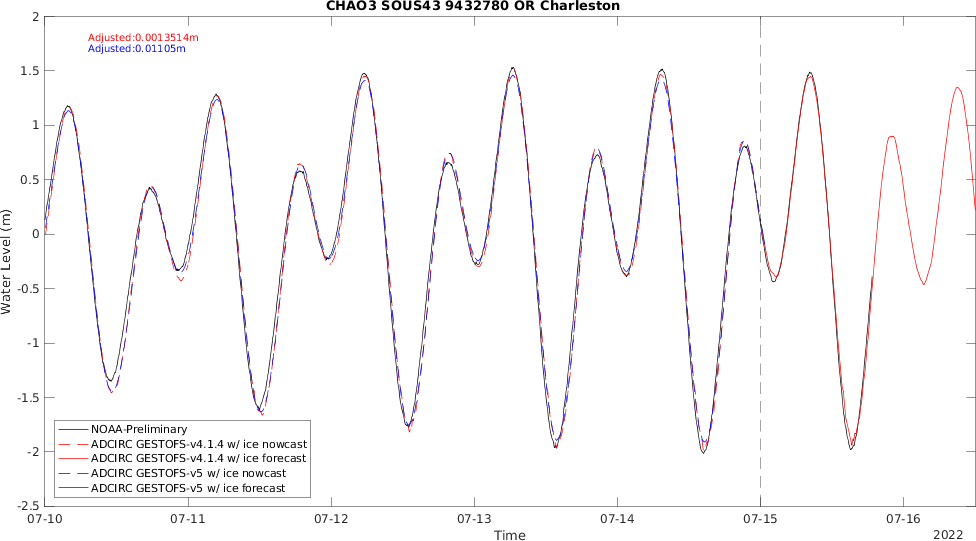 CHAO3 SOUS43 9432780 OR Charleston
Adjusted:0.0013514m
Adjusted:0.01105m
2
1.5
1
0.5
0
-0.5
-1
-1.5
-2
-2.5
Water Level (m)
NOAA-Preliminary
ADCIRC GESTOFS-v4.1.4 w/ ice nowcast
ADCIRC GESTOFS-v4.1.4 w/ ice forecast
ADCIRC GESTOFS-v5 w/ ice nowcast
ADCIRC GESTOFS-v5 w/ ice forecast
07-10 07-11 07-12 07-13 07-14 07-15 07-16
Time
2022